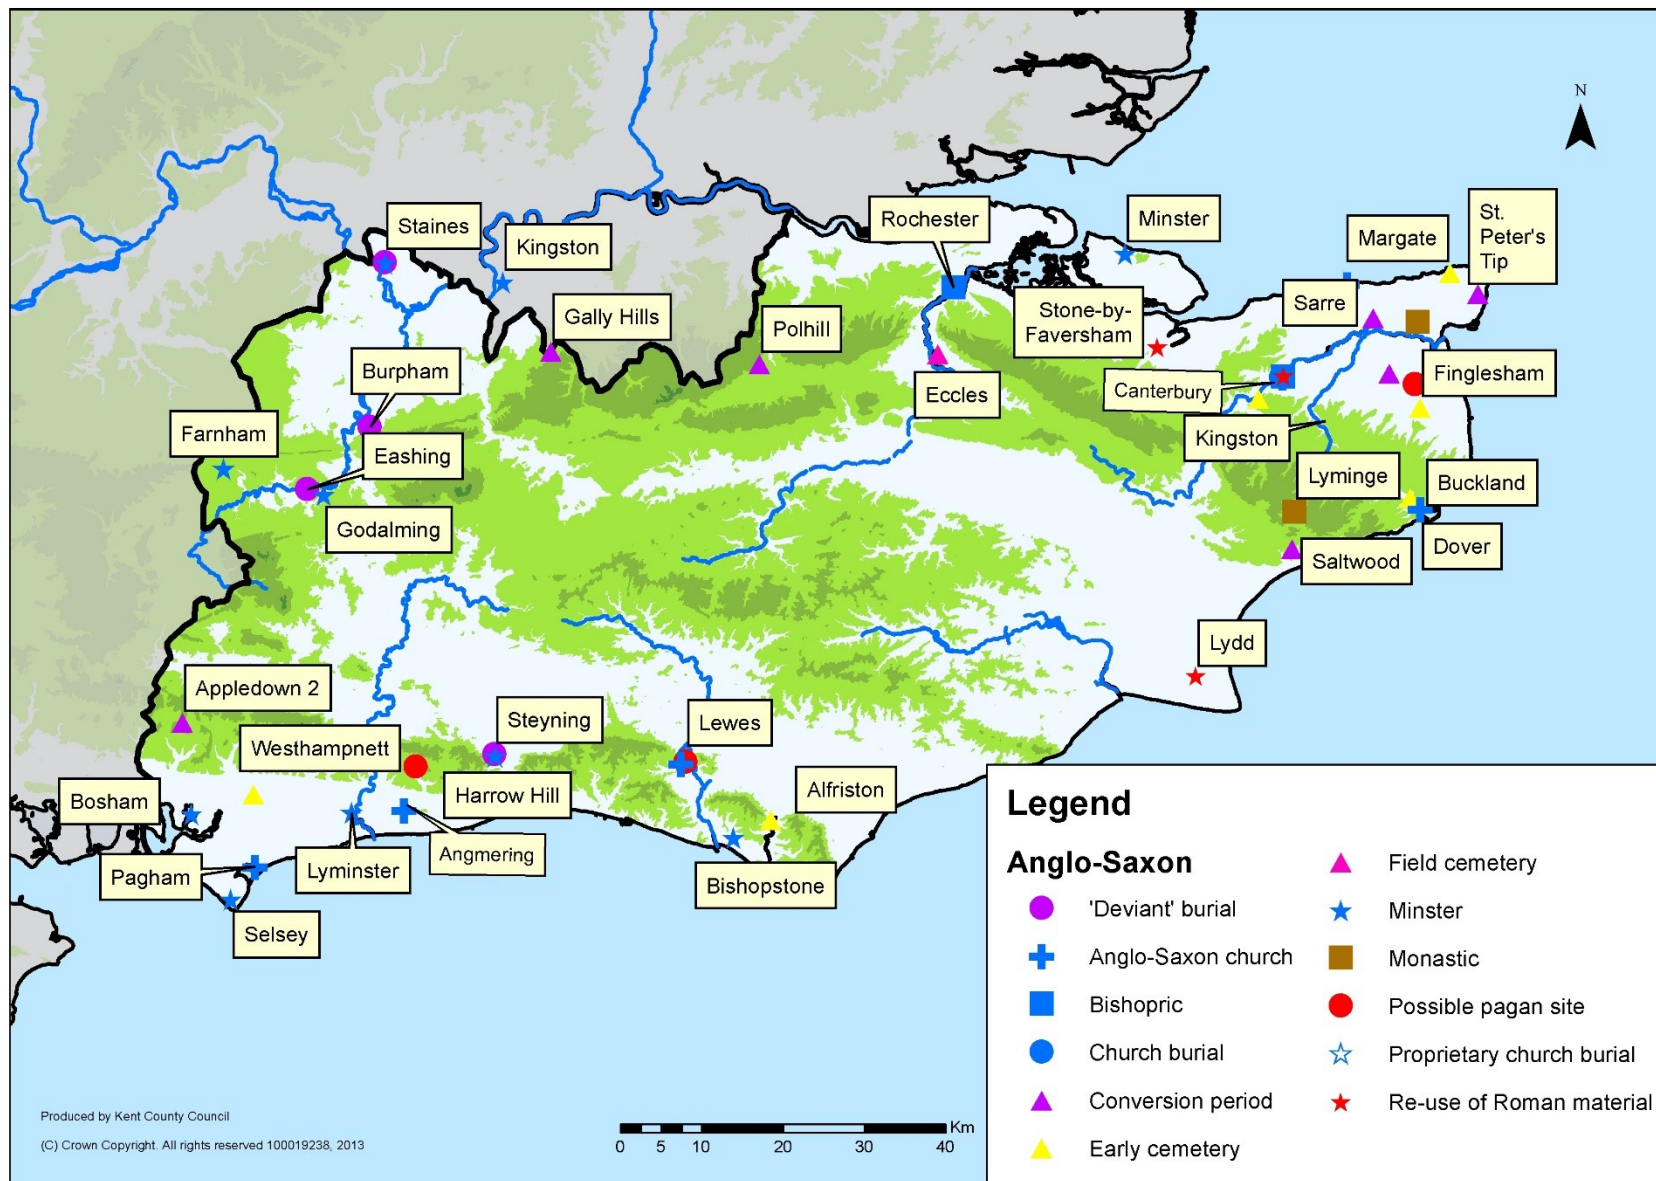 N
Staines
Kingston
Rochester
Minster
Margate
St.
Peter's
Tip
Gally Hills
Polhill
Stone-by-
Faversham
Sarre
Burpham
Eccles
Canterbury
Finglesham
Farnham
Eashing
Kingston
Godalming
Lyminge
Buckland
Saltwood
Dover
Lydd
Appledown 2
Steyning
Lewes
Westhampnett
Bosham
Harrow Hill
Alfriston
Pagham
Lyminster
Angmering
Bishopstone
Selsey
Legend
Anglo-Saxon
'Deviant' burial
Anglo-Saxon church
Bishopric
Church burial
Conversion period
Early cemetery
Field cemetery
Minster
Monastic
Possible pagan site
Proprietary church burial
Re-use of Roman material
Produced by Kent County Council
(C) Crown Copyright. All rights reserved 100019238, 2013
Km
0 5 10 20 30 40